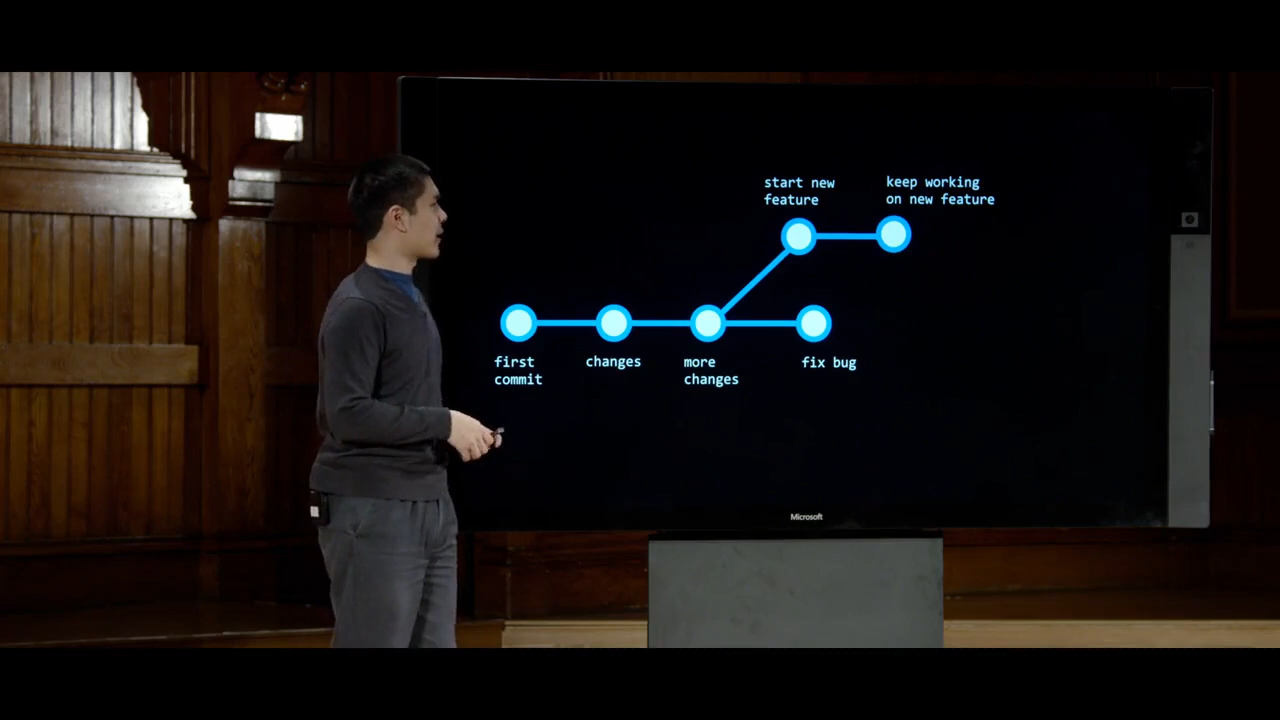 start new
feature
keep working
on new feature
first
commit
changes
more
changes
fix bug
Microsoft